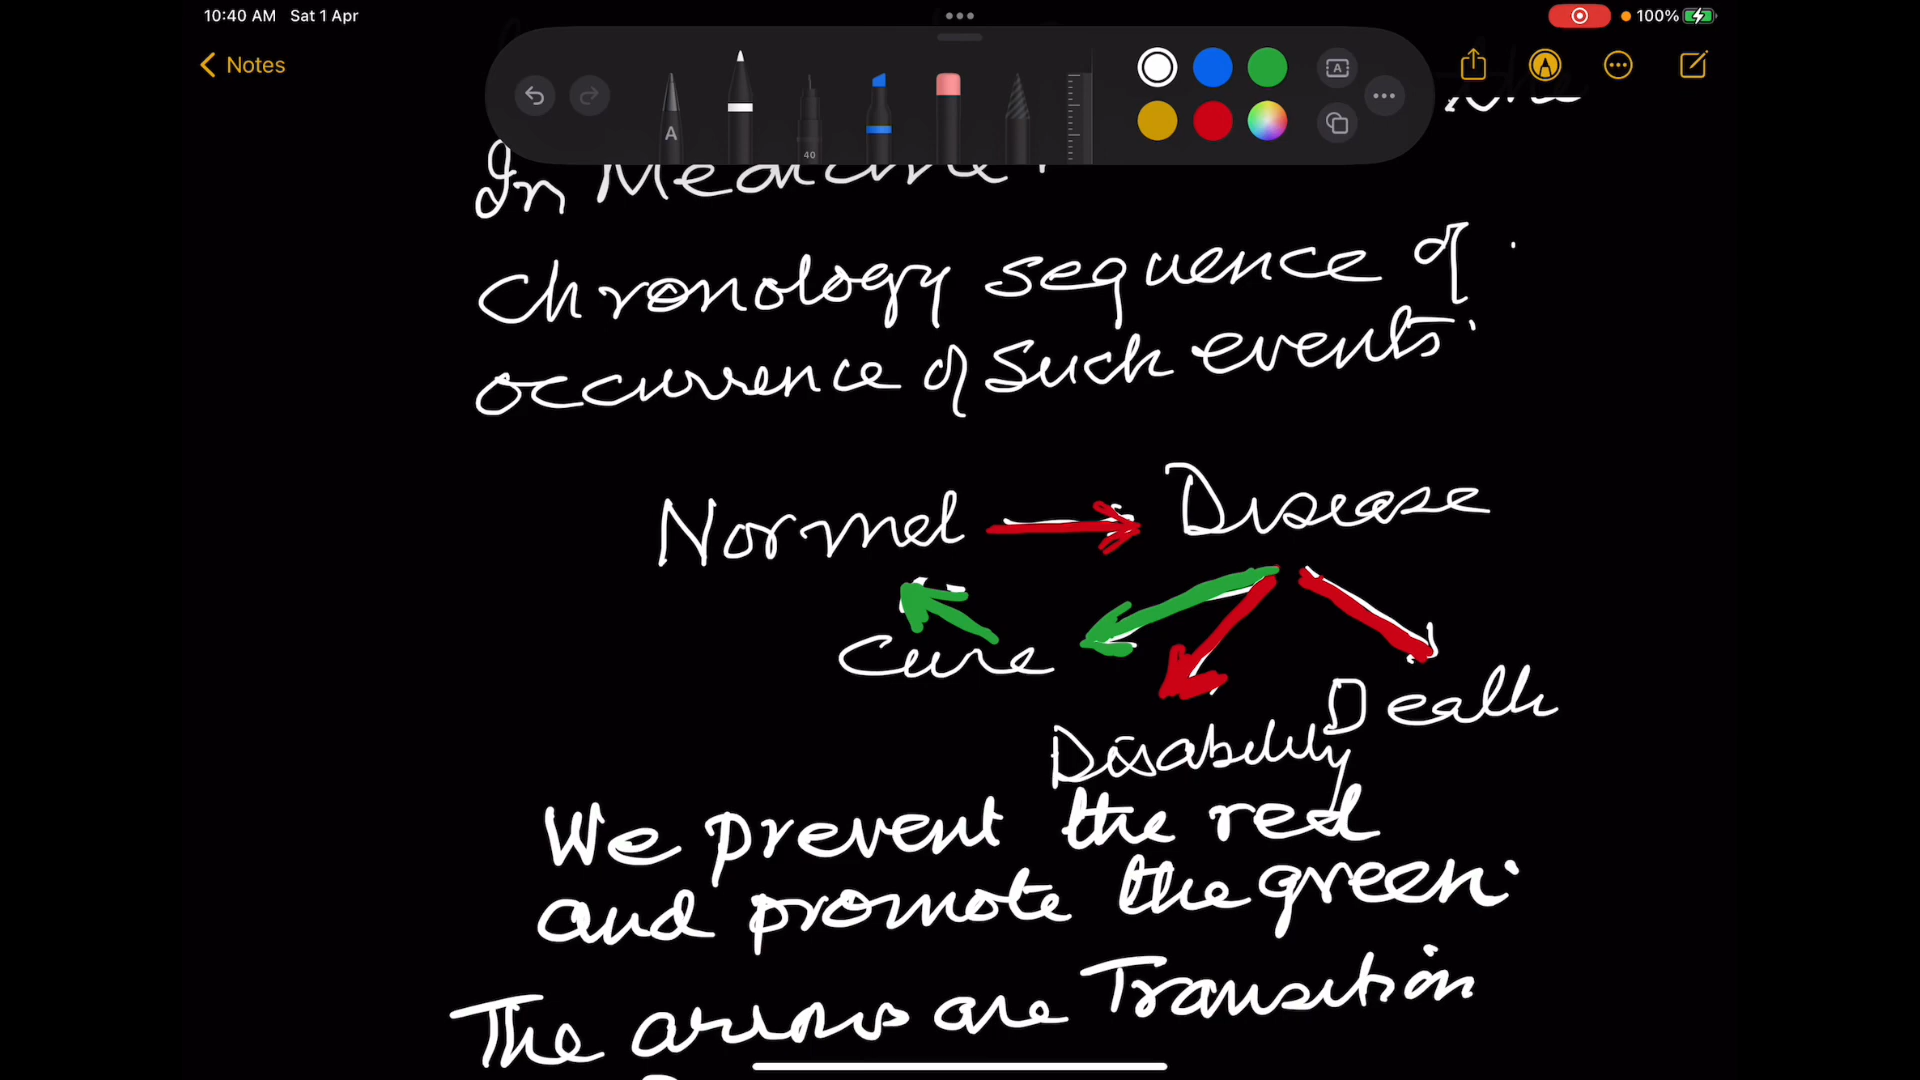 10:40 AM Sat 1 Apr
100%
Notes
A
40
A
In Medicine.
Chronology sequence of
occurrence of such events.
Normal Disease
Cure
Death
Disability
We prevent the red
and promote the green.
The arrows are Transition